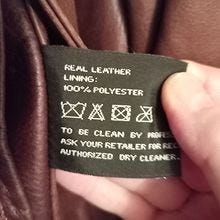 REAL LEATHER
LINING:
100% POLYESTER
TO BE CLEAN BY
ASK YOUR RETAILER FOR
AUTHORIZED DRY CLEANER.